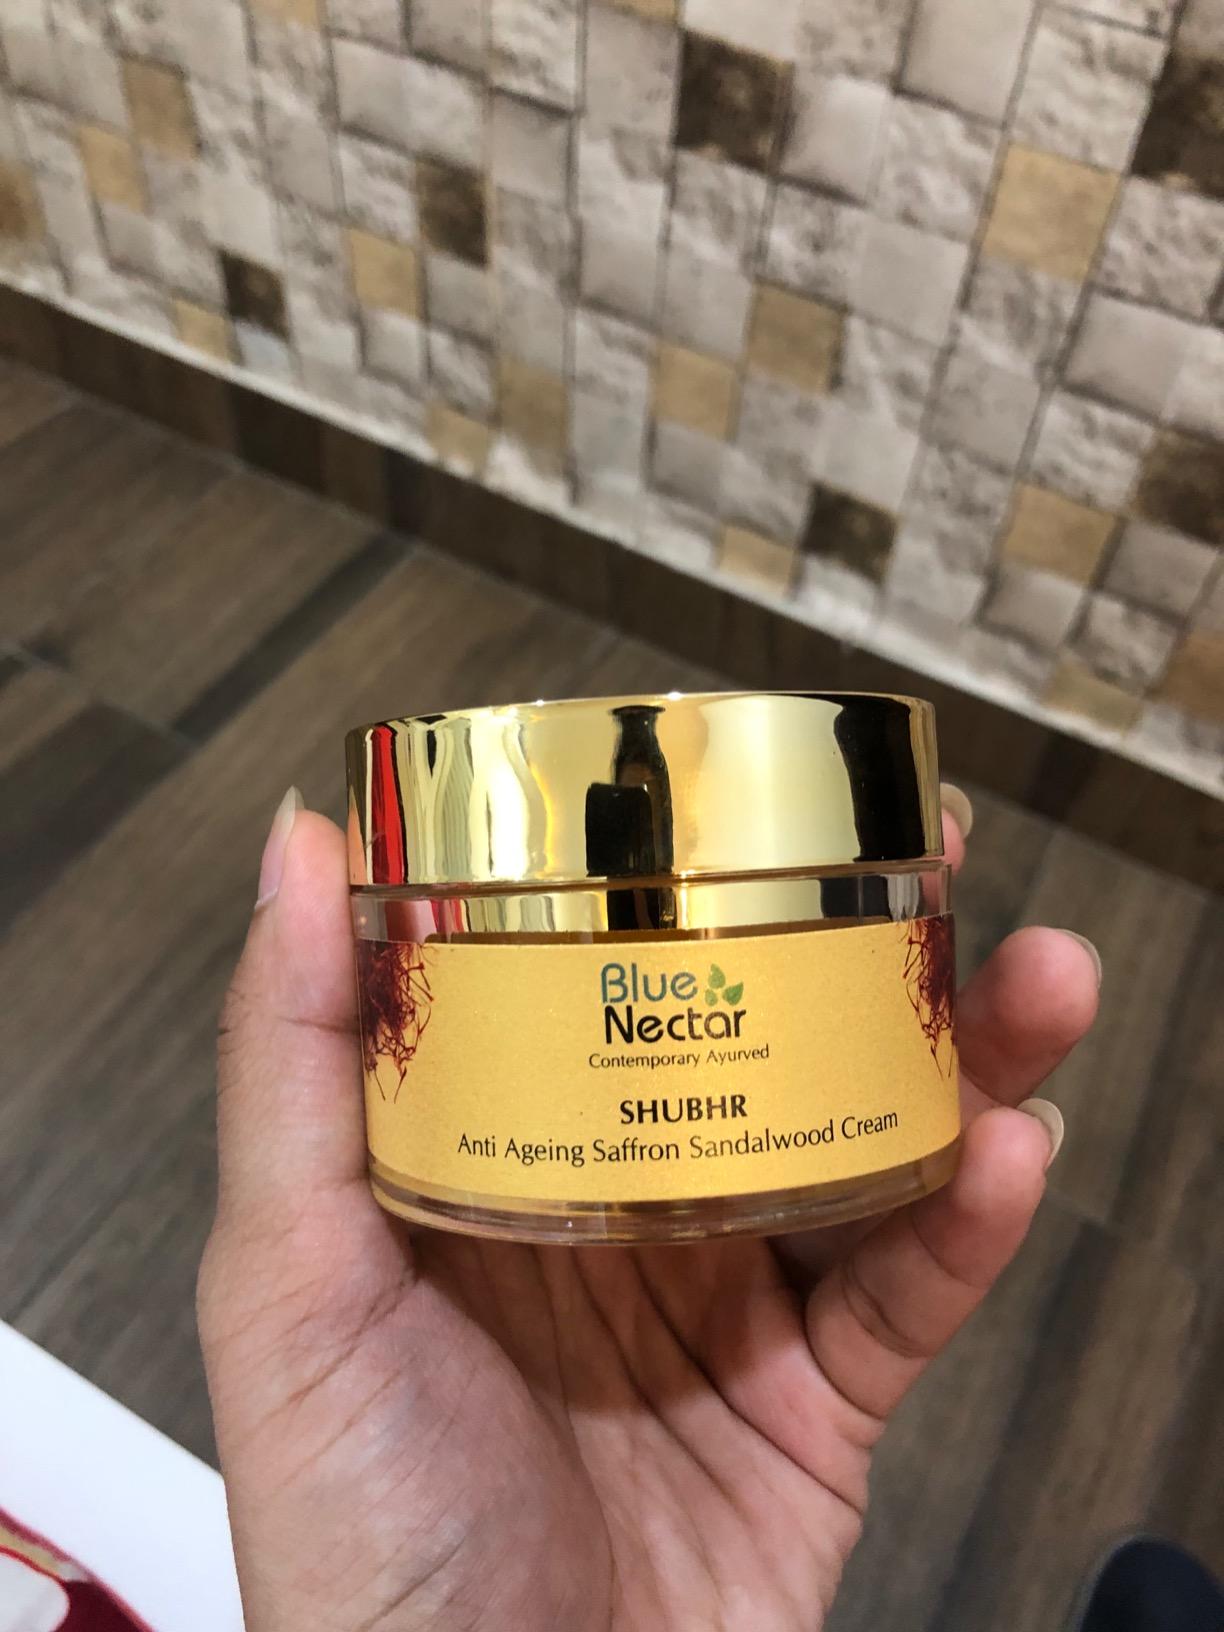 Blue
Nectar
Contemporary Ayurved
SHUBHR
Anti Ageing Saffron Sandalwood Cream